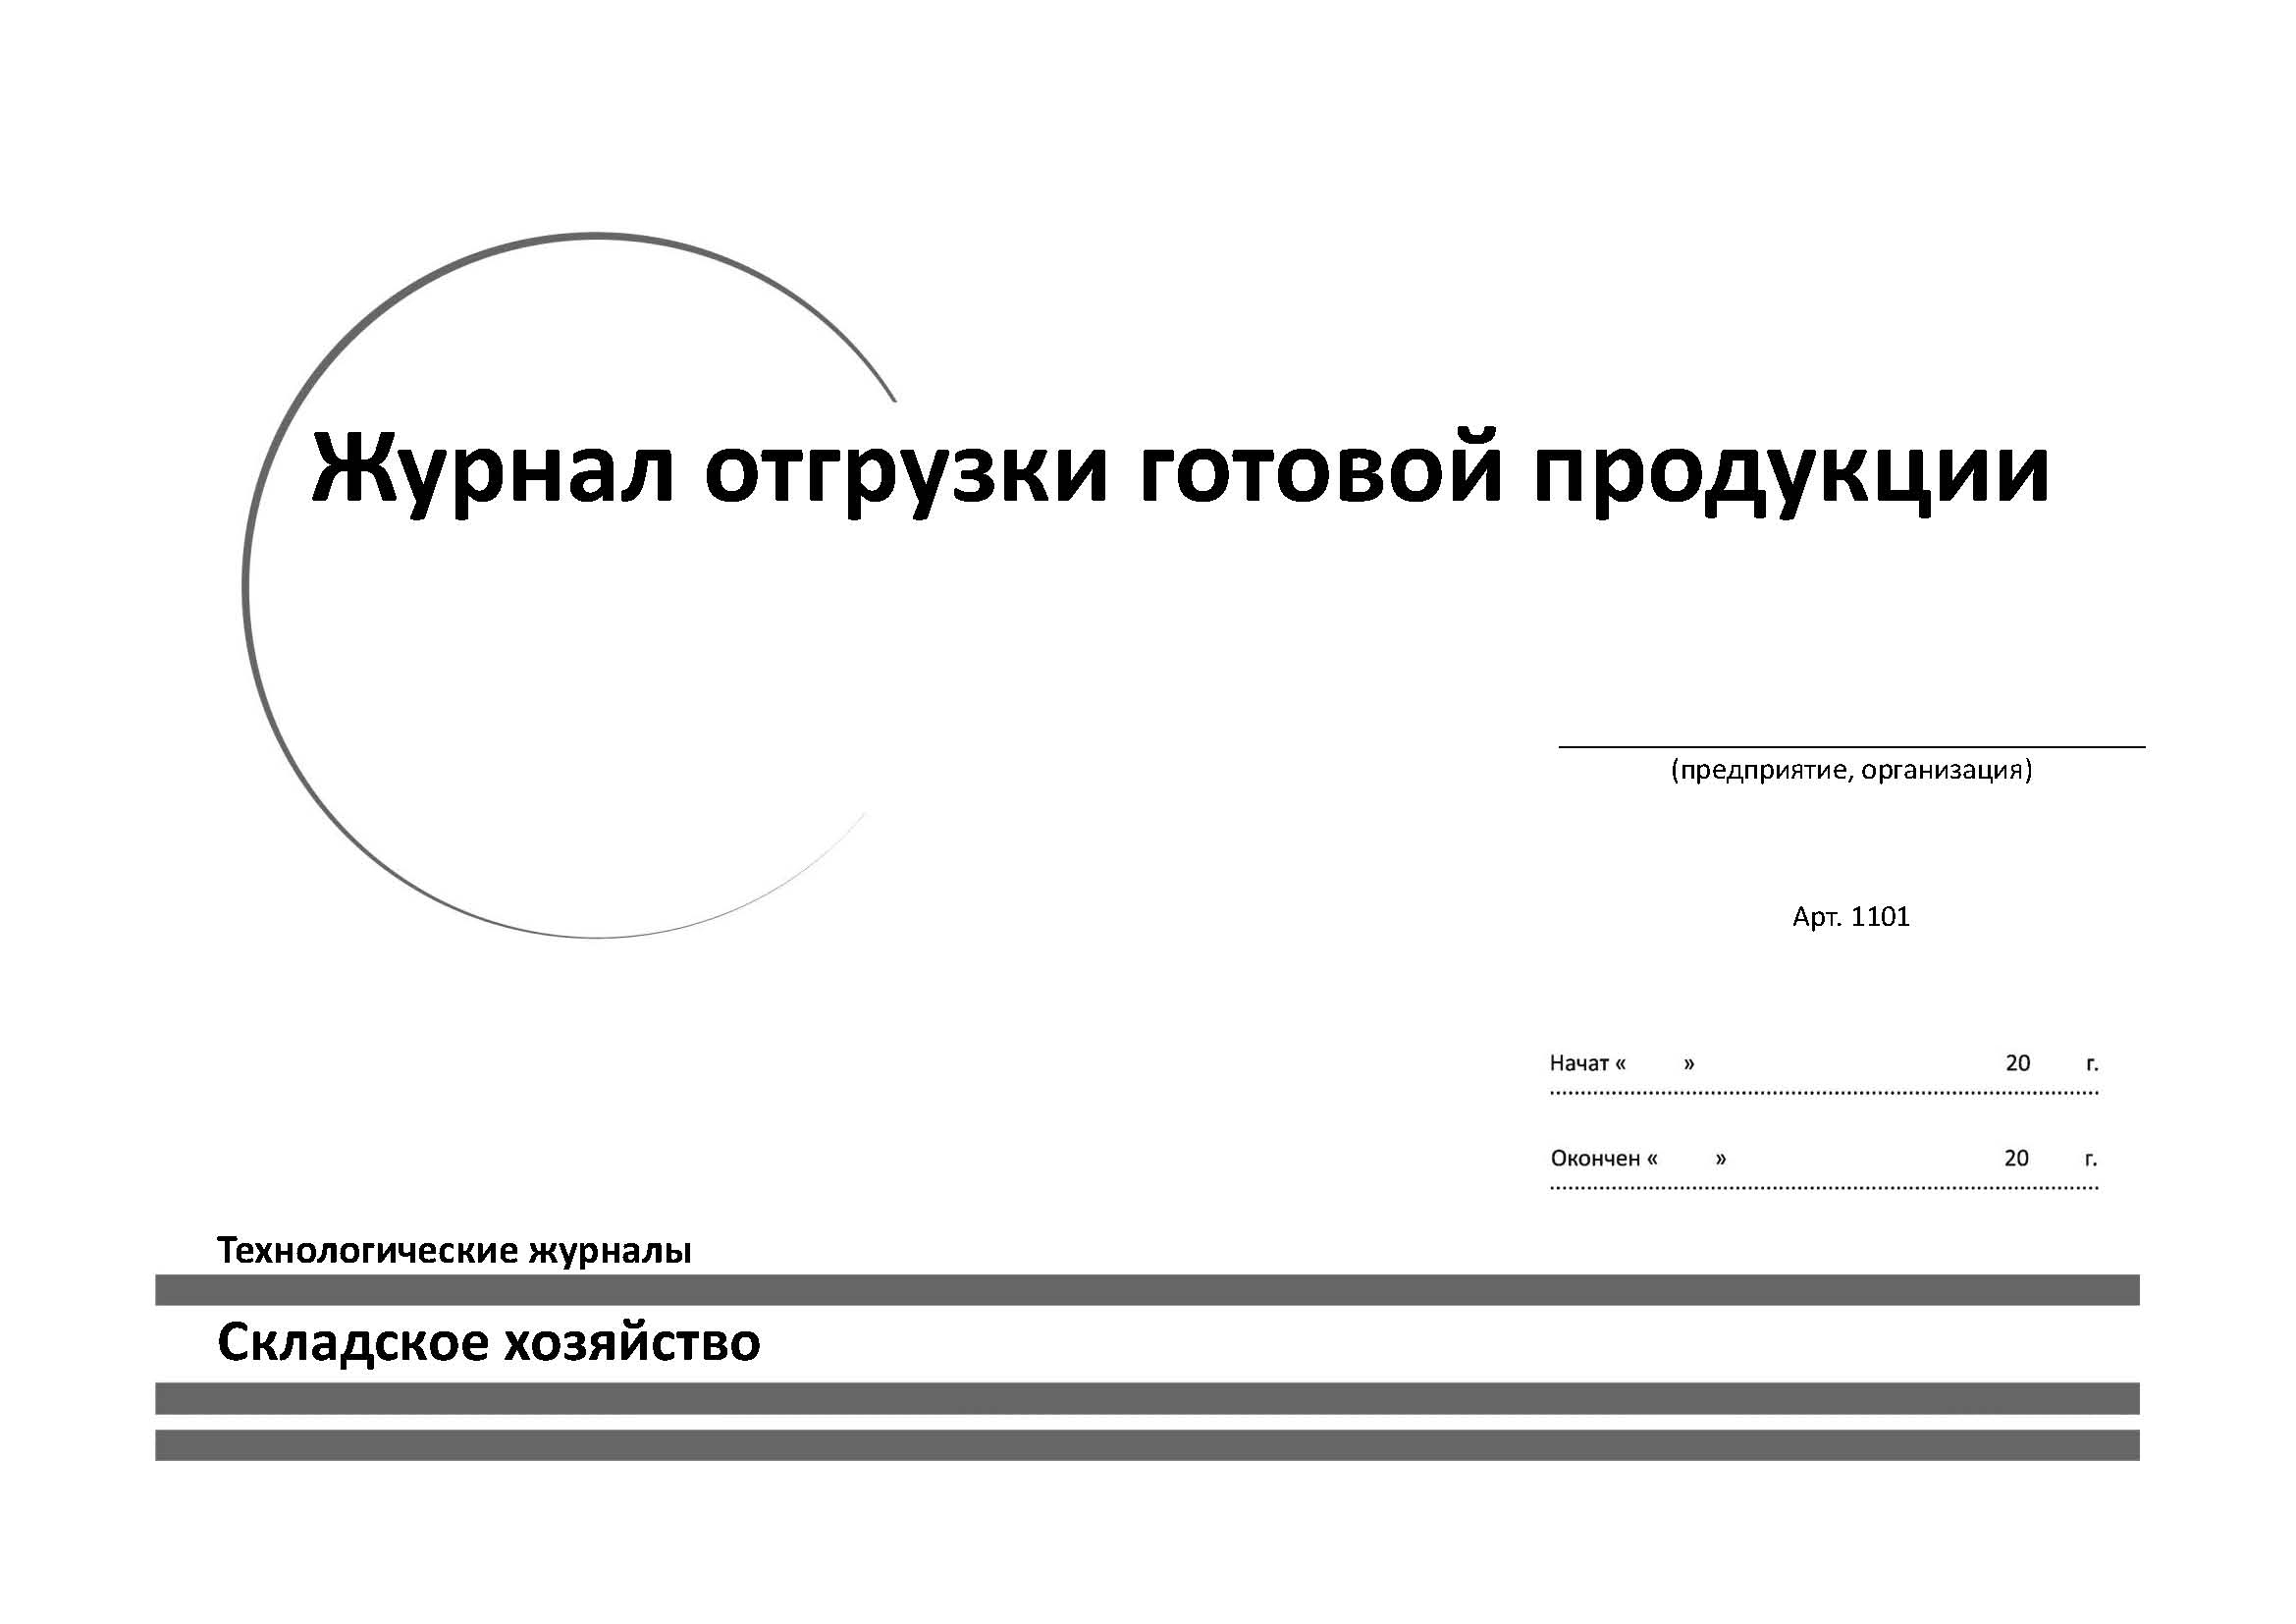 Журнал отгрузки готовой продукции
(предприятие, организация)
Арт. 1101
Начат « » 20 г.
Окончен « » 20 г.
Технологические журналы
Складское хозяйство